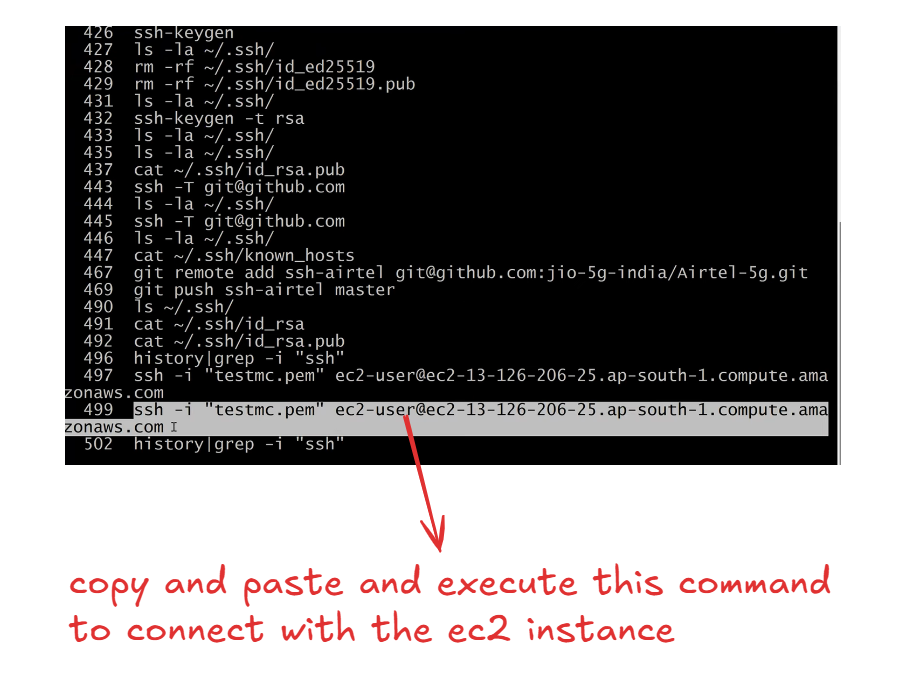 426 ssh-keygen
427 ls -la ~/.ssh/
428 rm -rf ~/.ssh/id_ed25519
429 rm -rf ~/.ssh/id_ed25519.pub
431 ls -la ~/.ssh/
432 ssh-keygen -t rsa
433 ls -la ~/.ssh/
435 ls -la ~/.ssh/
437 cat ~/.ssh/id_rsa.pub
443 ssh -T git@github.com
444 ls -la ~/.ssh/
445 ssh -T git@github.com
446 ls -la ~/.ssh/
447 cat ~/.ssh/known_hosts
467 git remote add ssh-airtel git@github.com:jio-5g-india/Airtel-5g.git
469 git push ssh-airtel master
490 ls ~/.ssh/
491 cat ~/.ssh/id_rsa
492 cat ~/.ssh/id_rsa.pub
496 history|grep -i "ssh"
497 ssh -i "testmc.pem" ec2-user@ec2-13-126-206-25.ap-south-1.compute.ama
zonaws.com
499 ssh -i "testmc.pem" ec2-user@ec2-13-126-206-25.ap-south-1.compute.ama
zonaws.com
502 history|grep -i "ssh"
copy and paste and execute this command
to connect with the ec2 instance